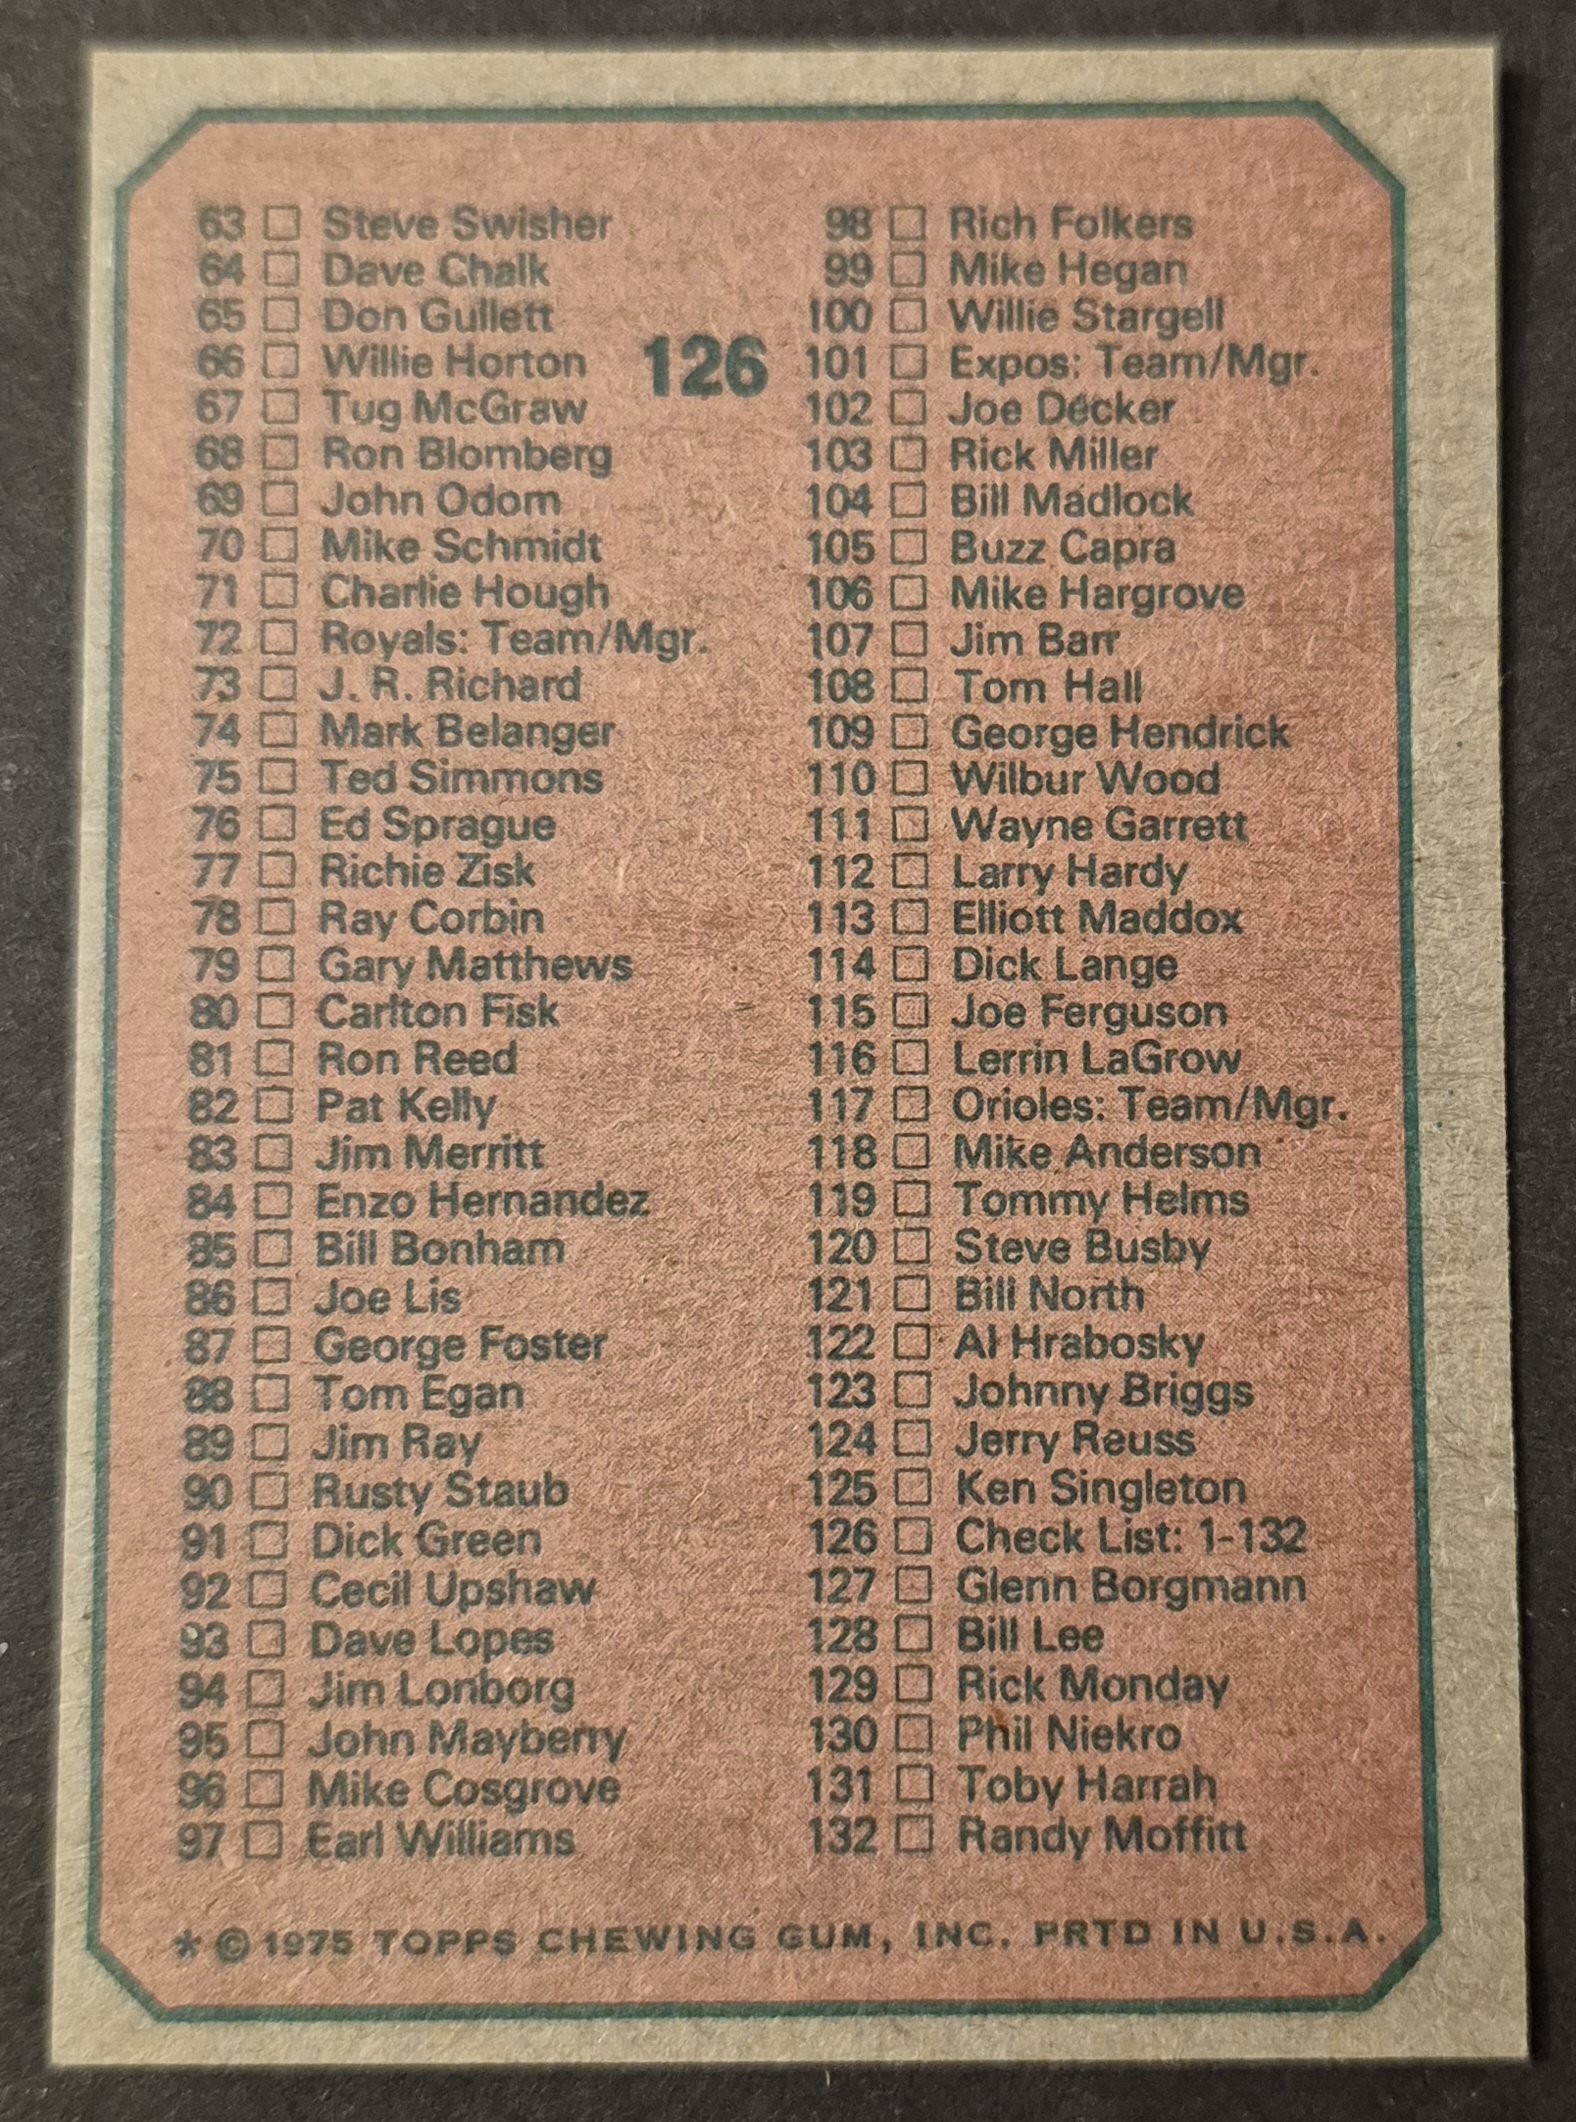 63 □ Steve Swisher
64 □ Dave Chalk
65 □ Don Gullett
66 □ Willie Horton
67 □ Tug McGraw
68 □ Ron Blomberg
69 □ John Odom
70 □ Mike Schmidt
71 □ Charlie Hough
72 □ Royals: Team/Mgr.
73 □ J. R. Richard
74 □ Mark Belanger
75 □ Ted Simmons
76 □ Ed Sprague
77 □ Richie Zisk
78 □ Ray Corbin
79 □ Gary Matthews
80 □ Carlton Fisk
81 □ Ron Reed
82 □ Pat Kelly
83 □ Jim Merritt
84 □ Enzo Hernandez
85 □ Bill Bonham
86 □ Joe Lis
87 □ George Foster
88 □ Tom Egan
89 □ Jim Ray
90 □ Rusty Staub
91 □ Dick Green
92 □ Cecil Upshaw
93 □ Dave Lopes
94 □ Jim Lonborg
95 □ John Mayberry
96 □ Mike Cosgrove
97 □ Earl Williams
126
98 □ Rich Folkers
99 □ Mike Hegan
100 □ Willie Stargell
101 □ Expos: Team/Mgr.
102 □ Joe Decker
103 □ Rick Miller
104 □ Bill Madlock
105 □ Buzz Capra
106 □ Mike Hargrove
107 □ Jim Barr
108 □ Tom Hall
109 □ George Hendrick
110 □ Wilbur Wood
111 □ Wayne Garrett
112 □ Larry Hardy
113 □ Elliott Maddox
114 □ Dick Lange
115 □ Joe Ferguson
116 □ Lerrin LaGrow
117 □ Orioles: Team/Mgr.
118 □ Mike Anderson
119 □ Tommy Helms
120 □ Steve Busby
121 □ Bill North
122 □ Al Hrabosky
123 □ Johnny Briggs
124 □ Jerry Reuss
125 □ Ken Singleton
126 □ Check List: 1-132
127 □ Glenn Borgmann
128 □ Bill Lee
129 □ Rick Monday
130 □ Phil Niekro
131 □ Toby Harrah
132 □ Randy Moffitt
* © 1975 TOPPS CHEWING GUM, INC. PRTD IN U.S.A.